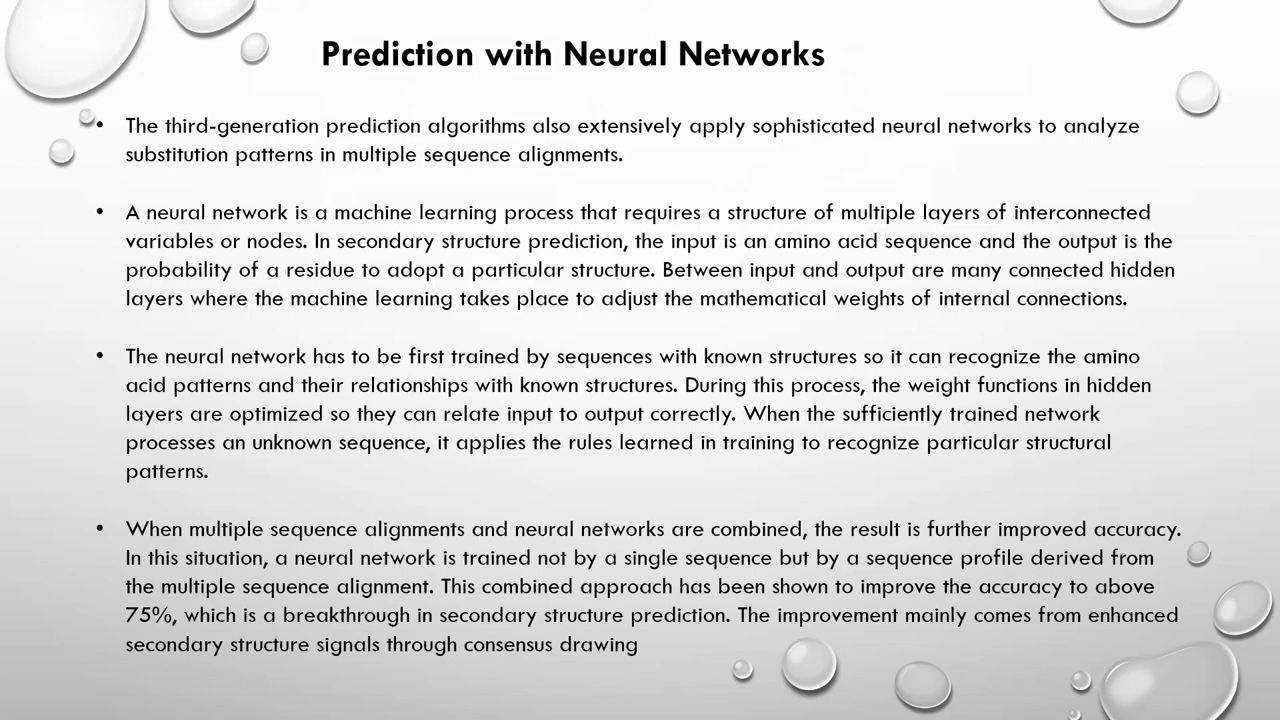 Prediction with Neural Networks
• The third-generation prediction algorithms also extensively apply sophisticated neural networks to analyze
substitution patterns in multiple sequence alignments.
• A neural network is a machine learning process that requires a structure of multiple layers of interconnected
variables or nodes. In secondary structure prediction, the input is an amino acid sequence and the output is the
probability of a residue to adopt a particular structure. Between input and output are many connected hidden
layers where the machine learning takes place to adjust the mathematical weights of internal connections.
• The neural network has to be first trained by sequences with known structures so it can recognize the amino
acid patterns and their relationships with known structures. During this process, the weight functions in hidden
layers are optimized so they can relate input to output correctly. When the sufficiently trained network
processes an unknown sequence, it applies the rules learned in training to recognize particular structural
patterns.
• When multiple sequence alignments and neural networks are combined, the result is further improved accuracy.
In this situation, a neural network is trained not by a single sequence but by a sequence profile derived from
the multiple sequence alignment. This combined approach has been shown to improve the accuracy to above
75%, which is a breakthrough in secondary structure prediction. The improvement mainly comes from enhanced
secondary structure signals through consensus drawing